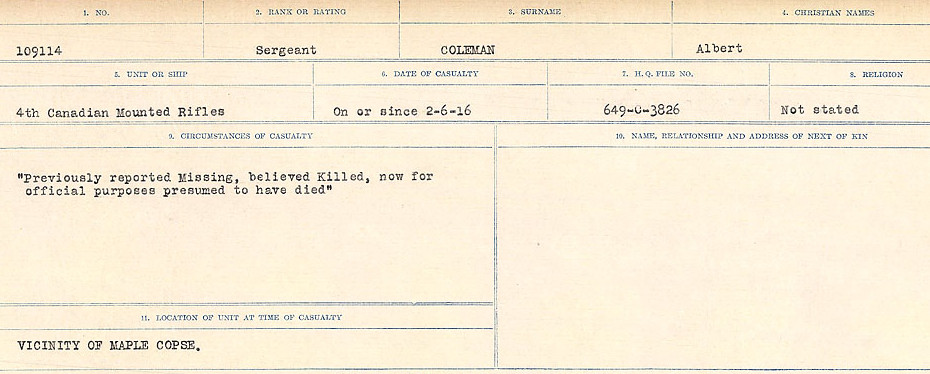 1. NO. 2. RANK OR RATING 3. SURNAME 4. CHRISTIAN NAMES
109114 Sergeant COLEMAN Albert
5. UNIT OR SHIP 6. DATE OF CASUALTY 7. H. Q. FILE NO. 8. RELIGION
4th Canadian Mounted Rifles On or since 2-6-16 649-C-3826 Not stated
9. CIRCUMSTANCES OF CASUALTY 10. NAME, RELATIONSHIP AND ADDRESS OF NEXT OF KIN
"Previously reported Missing, believed Killed, now for
official purposes presumed to have died"
11. LOCATION OF UNIT AT TIME OF CASUALTY
VICINITY OF MAPLE COPSE.